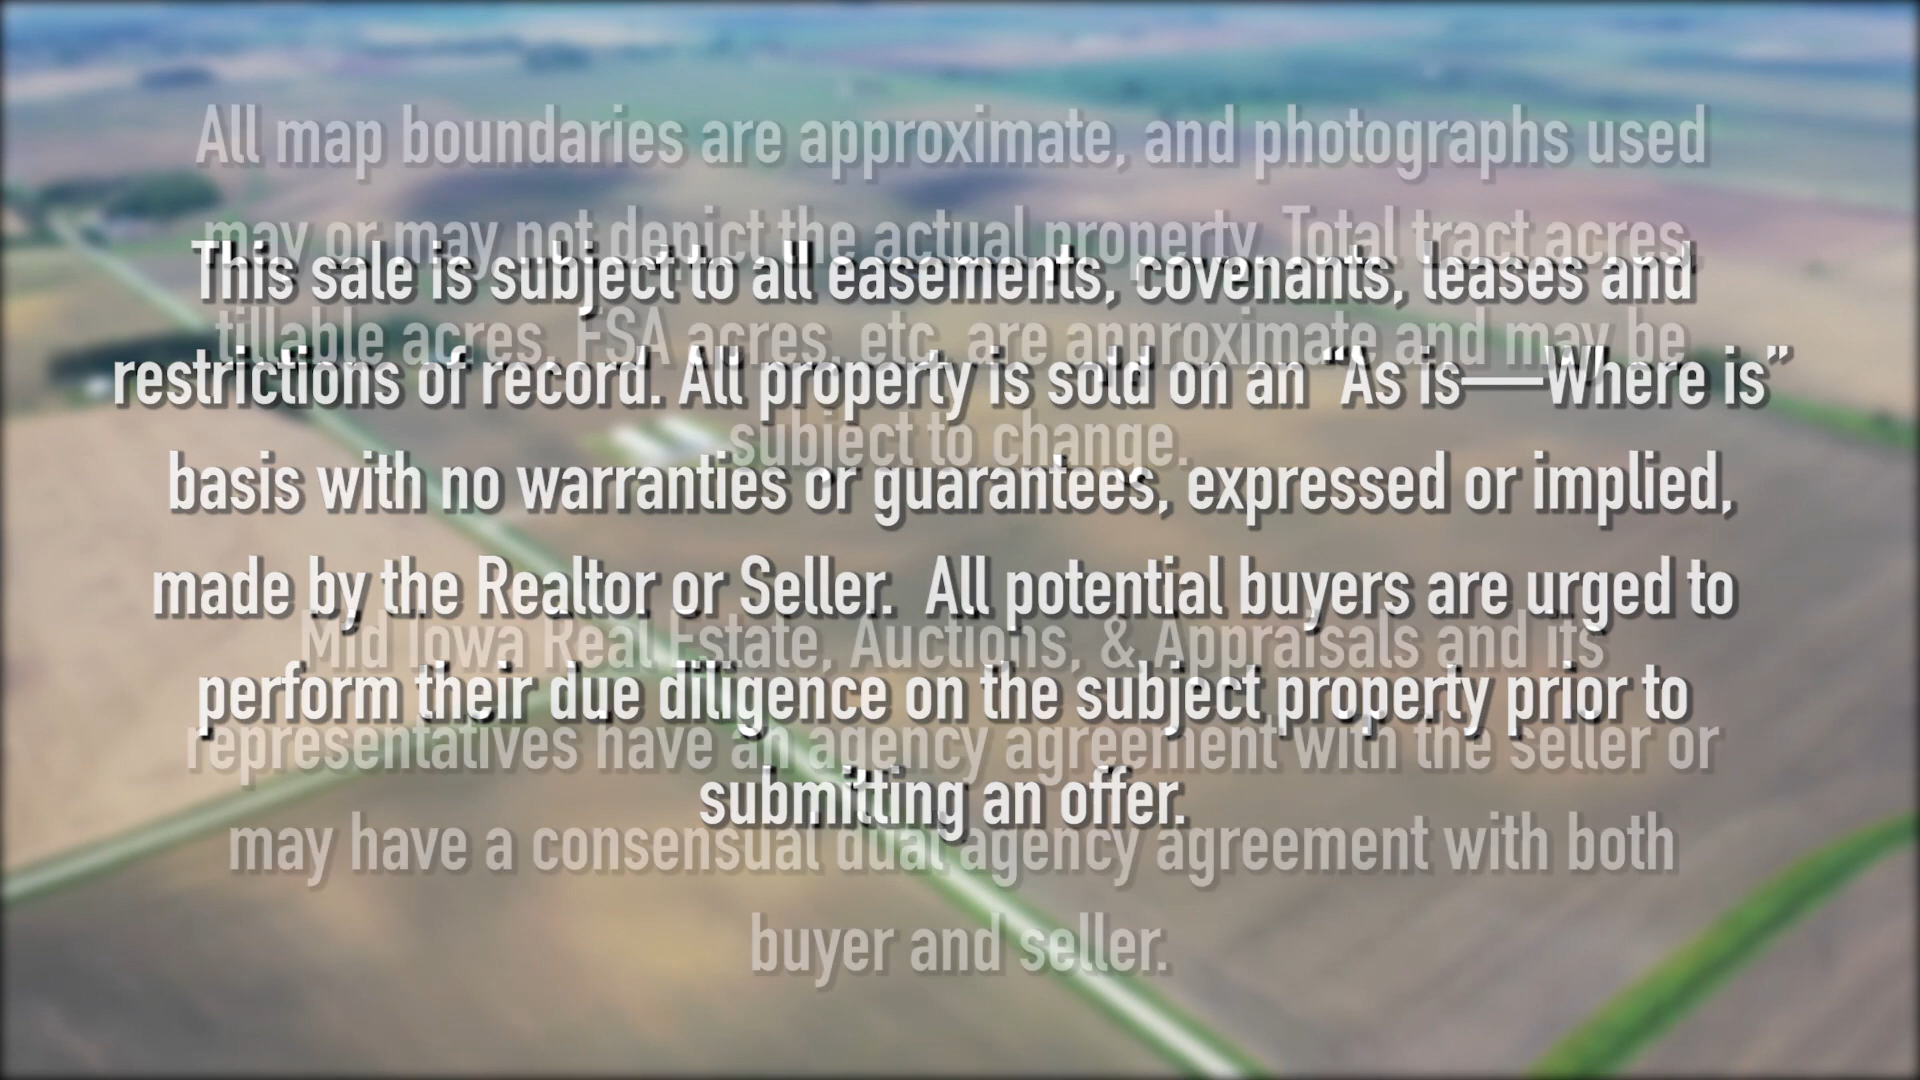 All map boundaries are approximate, and photographs used
may or may not depict the actual property. Total tract acres,
tillable acres, FSA acres, etc. are approximate and may be
subject to change.
Mid Iowa Real Estate, Auctions, & Appraisals and its
representatives have an agency agreement with the seller or
may have a consensual dual agency agreement with both
buyer and seller.
This sale is subject to all easements, covenants, leases and
restrictions of record. All property is sold on an “As is—Where is”
basis with no warranties or guarantees, expressed or implied,
made by the Realtor or Seller.  All potential buyers are urged to
perform their due diligence on the subject property prior to
submitting an offer.